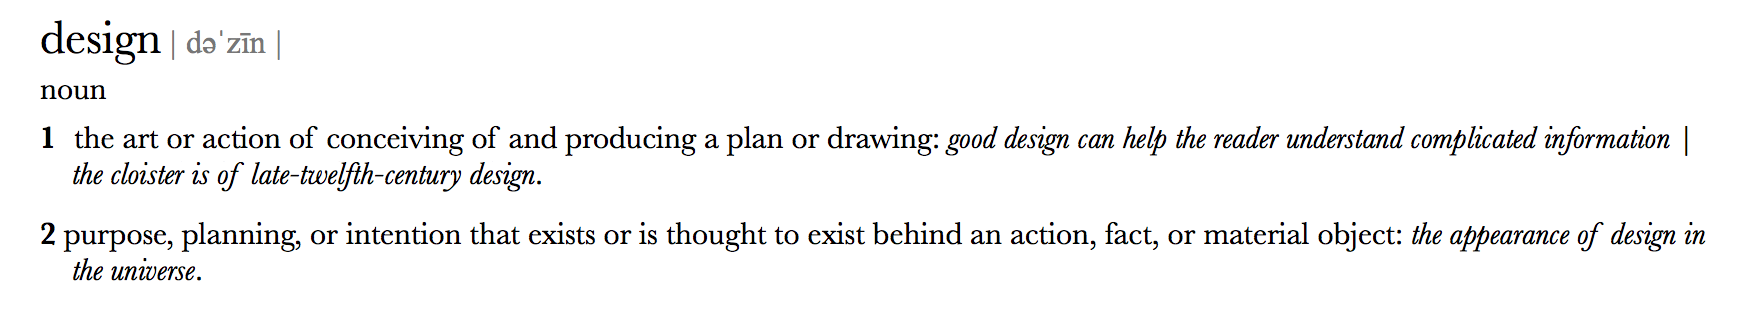 design | dəˈzīn |
noun
1 the art or action of conceiving of and producing a plan or drawing: good design can help the reader understand complicated information |
the cloister is of late-twelfth-century design.
2 purpose, planning, or intention that exists or is thought to exist behind an action, fact, or material object: the appearance of design in
the universe.